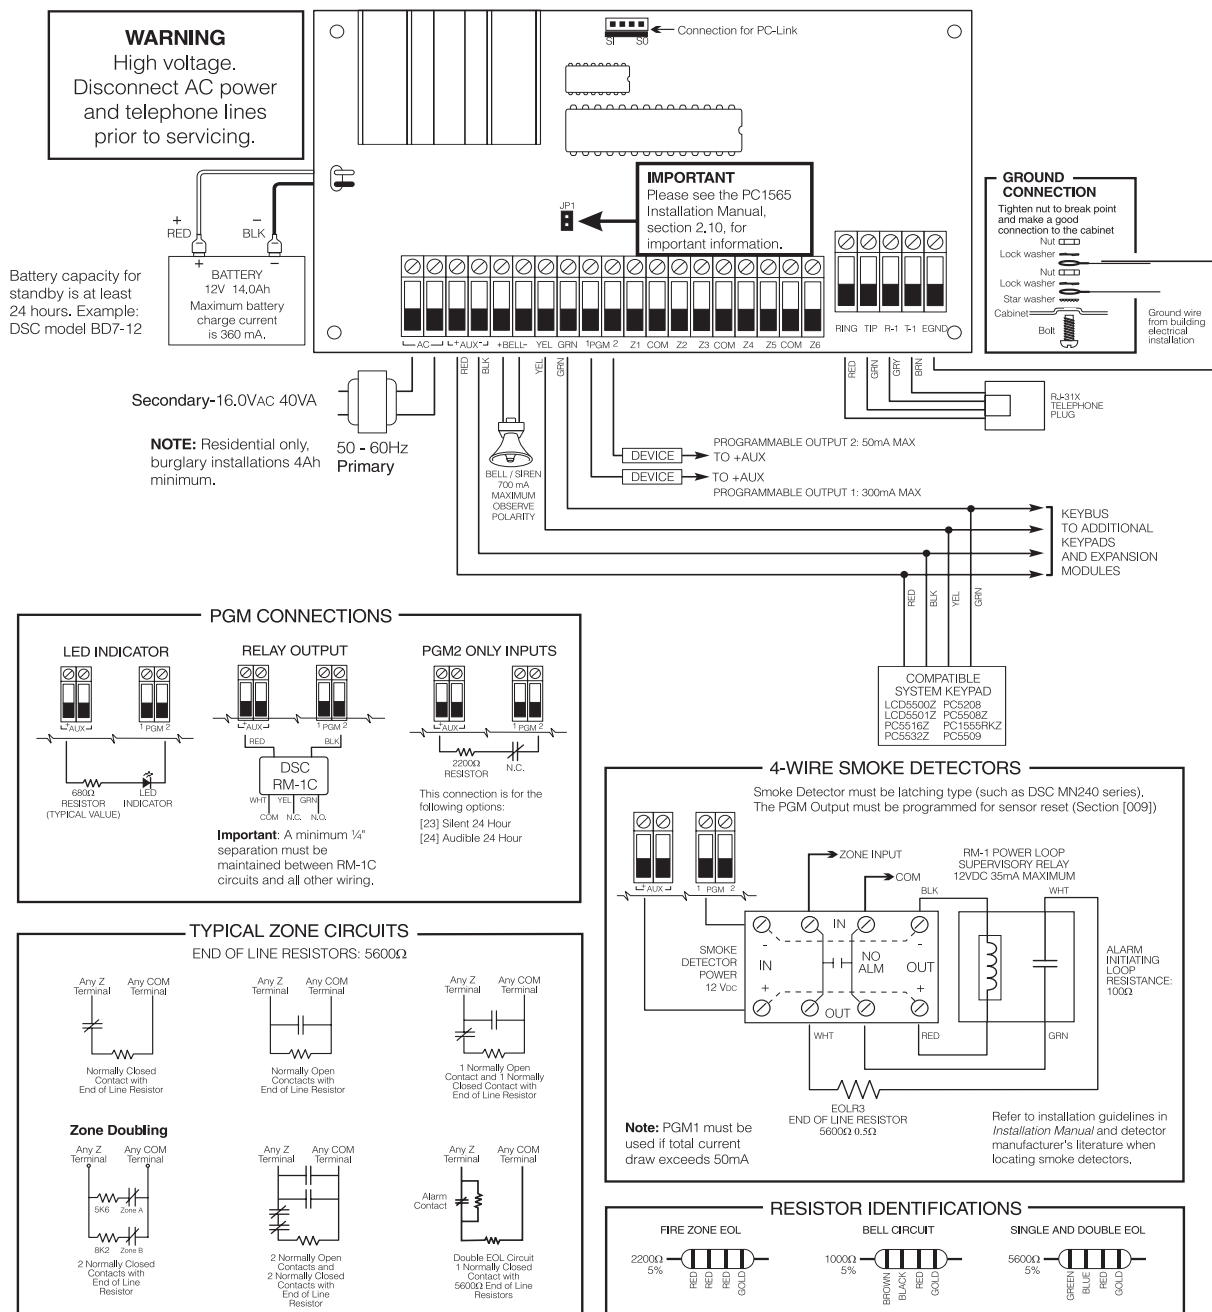 WARNING
High voltage.
Disconnect AC power
and telephone lines
prior to servicing.
SI SO
Connection for PC-Link
IMPORTANT
Please see the PC1565
Installation Manual,
section 2.10, for
important information.
JP1
GROUND
CONNECTION
Tighten nut to break point
and make a good
connection to the cabinet
Nut
Lock washer
Nut
Lock washer
Star washer
Cabinet
Bolt
Ground wire
from building
electrical
installation
+
RED
–
BLK
+ –
BATTERY
12V 14,0Ah
Maximum battery
charge current
is 360 mA.
Battery capacity for
standby is at least
24 hours. Example:
DSC model BD7-12
AC +AUX- +BELL- YEL GRN 1PGM 2 Z1 COM Z2 Z3 COM Z4 Z5 COM Z6
RING TIP R-1 T-1 EGND
RED BLK YEL GRN
RED GRN GRY BRN
RJ-31X
TELEPHONE
PLUG
Secondary-16.0VAC 40VA
NOTE: Residential only,
burglary installations 4Ah
minimum.
50 - 60Hz
Primary
BELL / SIREN
700 mA
MAXIMUM
OBSERVE
POLARITY
PROGRAMMABLE OUTPUT 2: 50mA MAX
DEVICE TO +AUX
DEVICE TO +AUX
PROGRAMMABLE OUTPUT 1: 300mA MAX
KEYBUS
TO ADDITIONAL
KEYPADS
AND EXPANSION
MODULES
RED BLK YEL GRN
COMPATIBLE
SYSTEM KEYPAD
LCD5500Z PC5208
LCD5501Z PC5508Z
PC5516Z PC1555RKZ
PC5532Z PC5509
PGM CONNECTIONS
LED INDICATOR
+AUX - 1 PGM 2
680Ω
RESISTOR
(TYPICAL VALUE)
LED
INDICATOR
RELAY OUTPUT
+AUX - 1 PGM 2
RED BLK
DSC
RM-1C
WHT YEL GRN
COM N.C. N.O.
Important: A minimum ¼"
separation must be
maintained between RM-1C
circuits and all other wiring.
PGM2 ONLY INPUTS
+AUX - 1 PGM 2
2200Ω
RESISTOR
N.C.
This connection is for the
following options:
[23] Silent 24 Hour
[24] Audible 24 Hour
4-WIRE SMOKE DETECTORS
Smoke Detector must be latching type (such as DSC MN240 series).
The PGM Output must be programmed for sensor reset (Section [009])
+AUX - 1 PGM 2
ZONE INPUT
COM
BLK
RM-1 POWER LOOP
SUPERVISORY RELAY
12VDC 35mA MAXIMUM
WHT
SMOKE
DETECTOR
POWER
12 VDC
IN
- -
IN NO
ALM OUT
+ +
OUT
WHT RED GRN
ALARM
INITIATING
LOOP
RESISTANCE:
100Ω
EOLR3
END OF LINE RESISTOR
5600Ω 0.5Ω
Note: PGM1 must be
used if total current
draw exceeds 50mA
Refer to installation guidelines in
Installation Manual and detector
manufacturer's literature when
locating smoke detectors.
TYPICAL ZONE CIRCUITS
END OF LINE RESISTORS: 5600Ω
Any Z
Terminal
Any COM
Terminal
Normally Closed
Contact with
End of Line Resistor
Any Z
Terminal
Any COM
Terminal
Normally Open
Conctacts with
End of Line Resistor
Any Z
Terminal
Any COM
Terminal
1 Normally Open
Contact and 1 Normally
Closed Contact with
End of Line Resistor
Zone Doubling
Any Z
Terminal
Any COM
Terminal
5K6 Zone A
8K2 Zone B
2 Normally Closed
Contacts with
End of Line
Resistor
Any Z
Terminal
Any COM
Terminal
2 Normally Open
Contacts and
2 Normally Closed
Contacts with
End of Line
Resistor
Any Z
Terminal
Any COM
Terminal
Alarm
Contact
Double EOL Circuit
1 Normally Closed
Contact with
5600Ω End of Line
Resistors
RESISTOR IDENTIFICATIONS
FIRE ZONE EOL
2200Ω
5%
RED RED RED GOLD
BELL CIRCUIT
1000Ω
5%
BROWN BLACK RED GOLD
SINGLE AND DOUBLE EOL
5600Ω
5%
GREEN BLUE RED GOLD